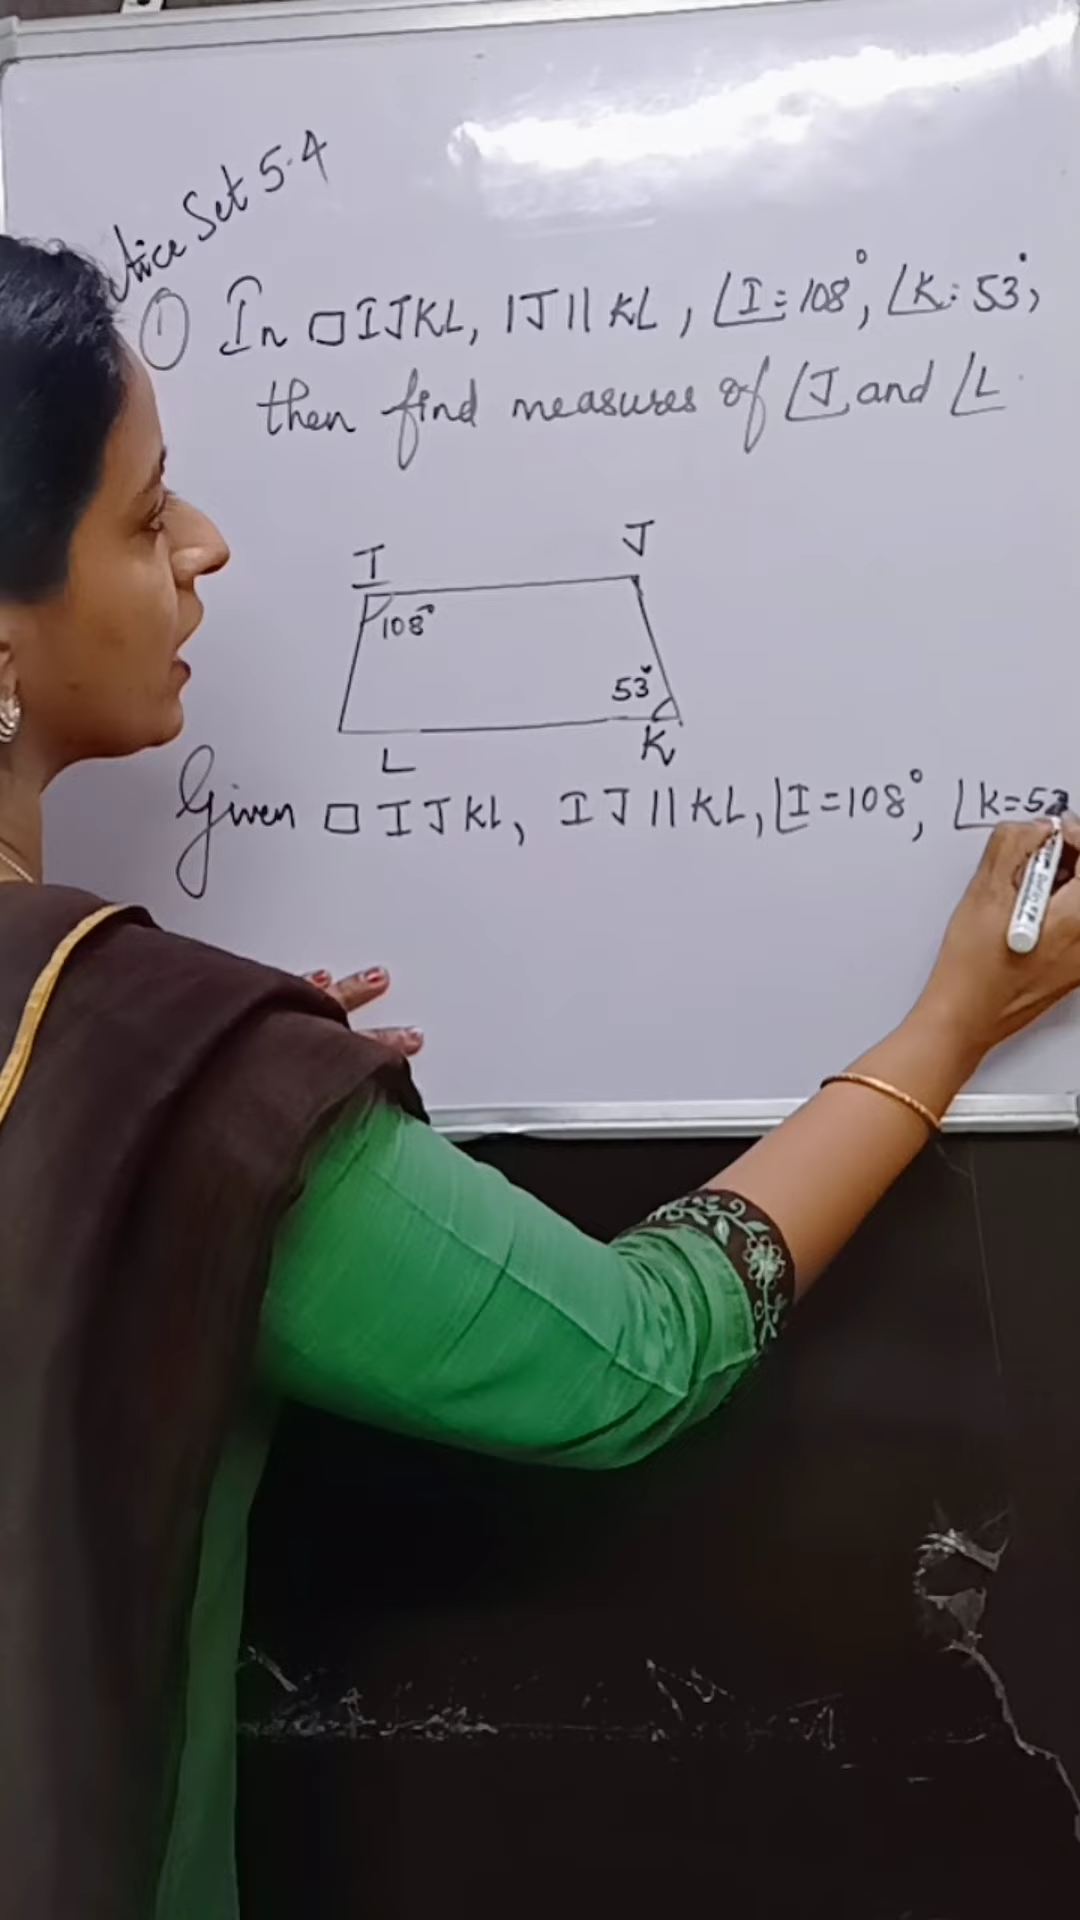 Set 5.4
① In □IJKL, IJ || KL, ∠I = 108°, ∠K = 53°,
then find measures of ∠J and ∠L.
I J
108°
53°
L K
Given □ IJKL, IJ || KL, ∠I = 108°, ∠K = 53